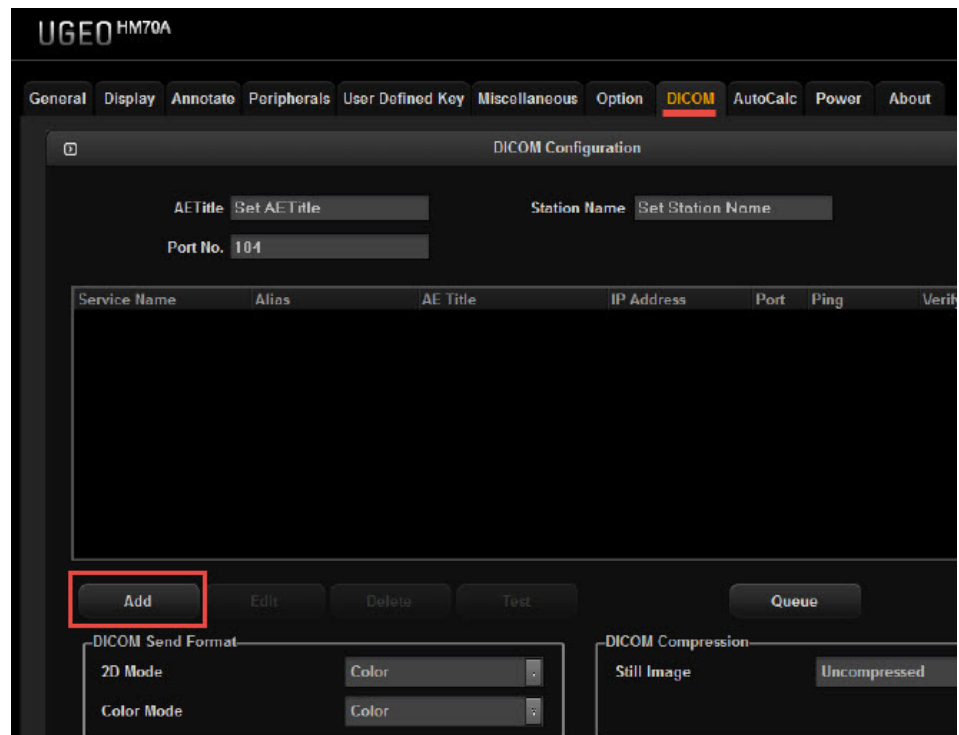 UGEO HM70A
General Display Annotate Peripherals User Defined Key Miscellaneous Option DICOM AutoCalc Power About
DICOM Configuration
AETitle Set AETitle Station Name Set Station Name
Port No. 104
Service Name Alias AE Title IP Address Port Ping Verify
Add Edit Delete Test Queue
DICOM Send Format DICOM Compression
2D Mode Color Still Image Uncompressed
Color Mode Color